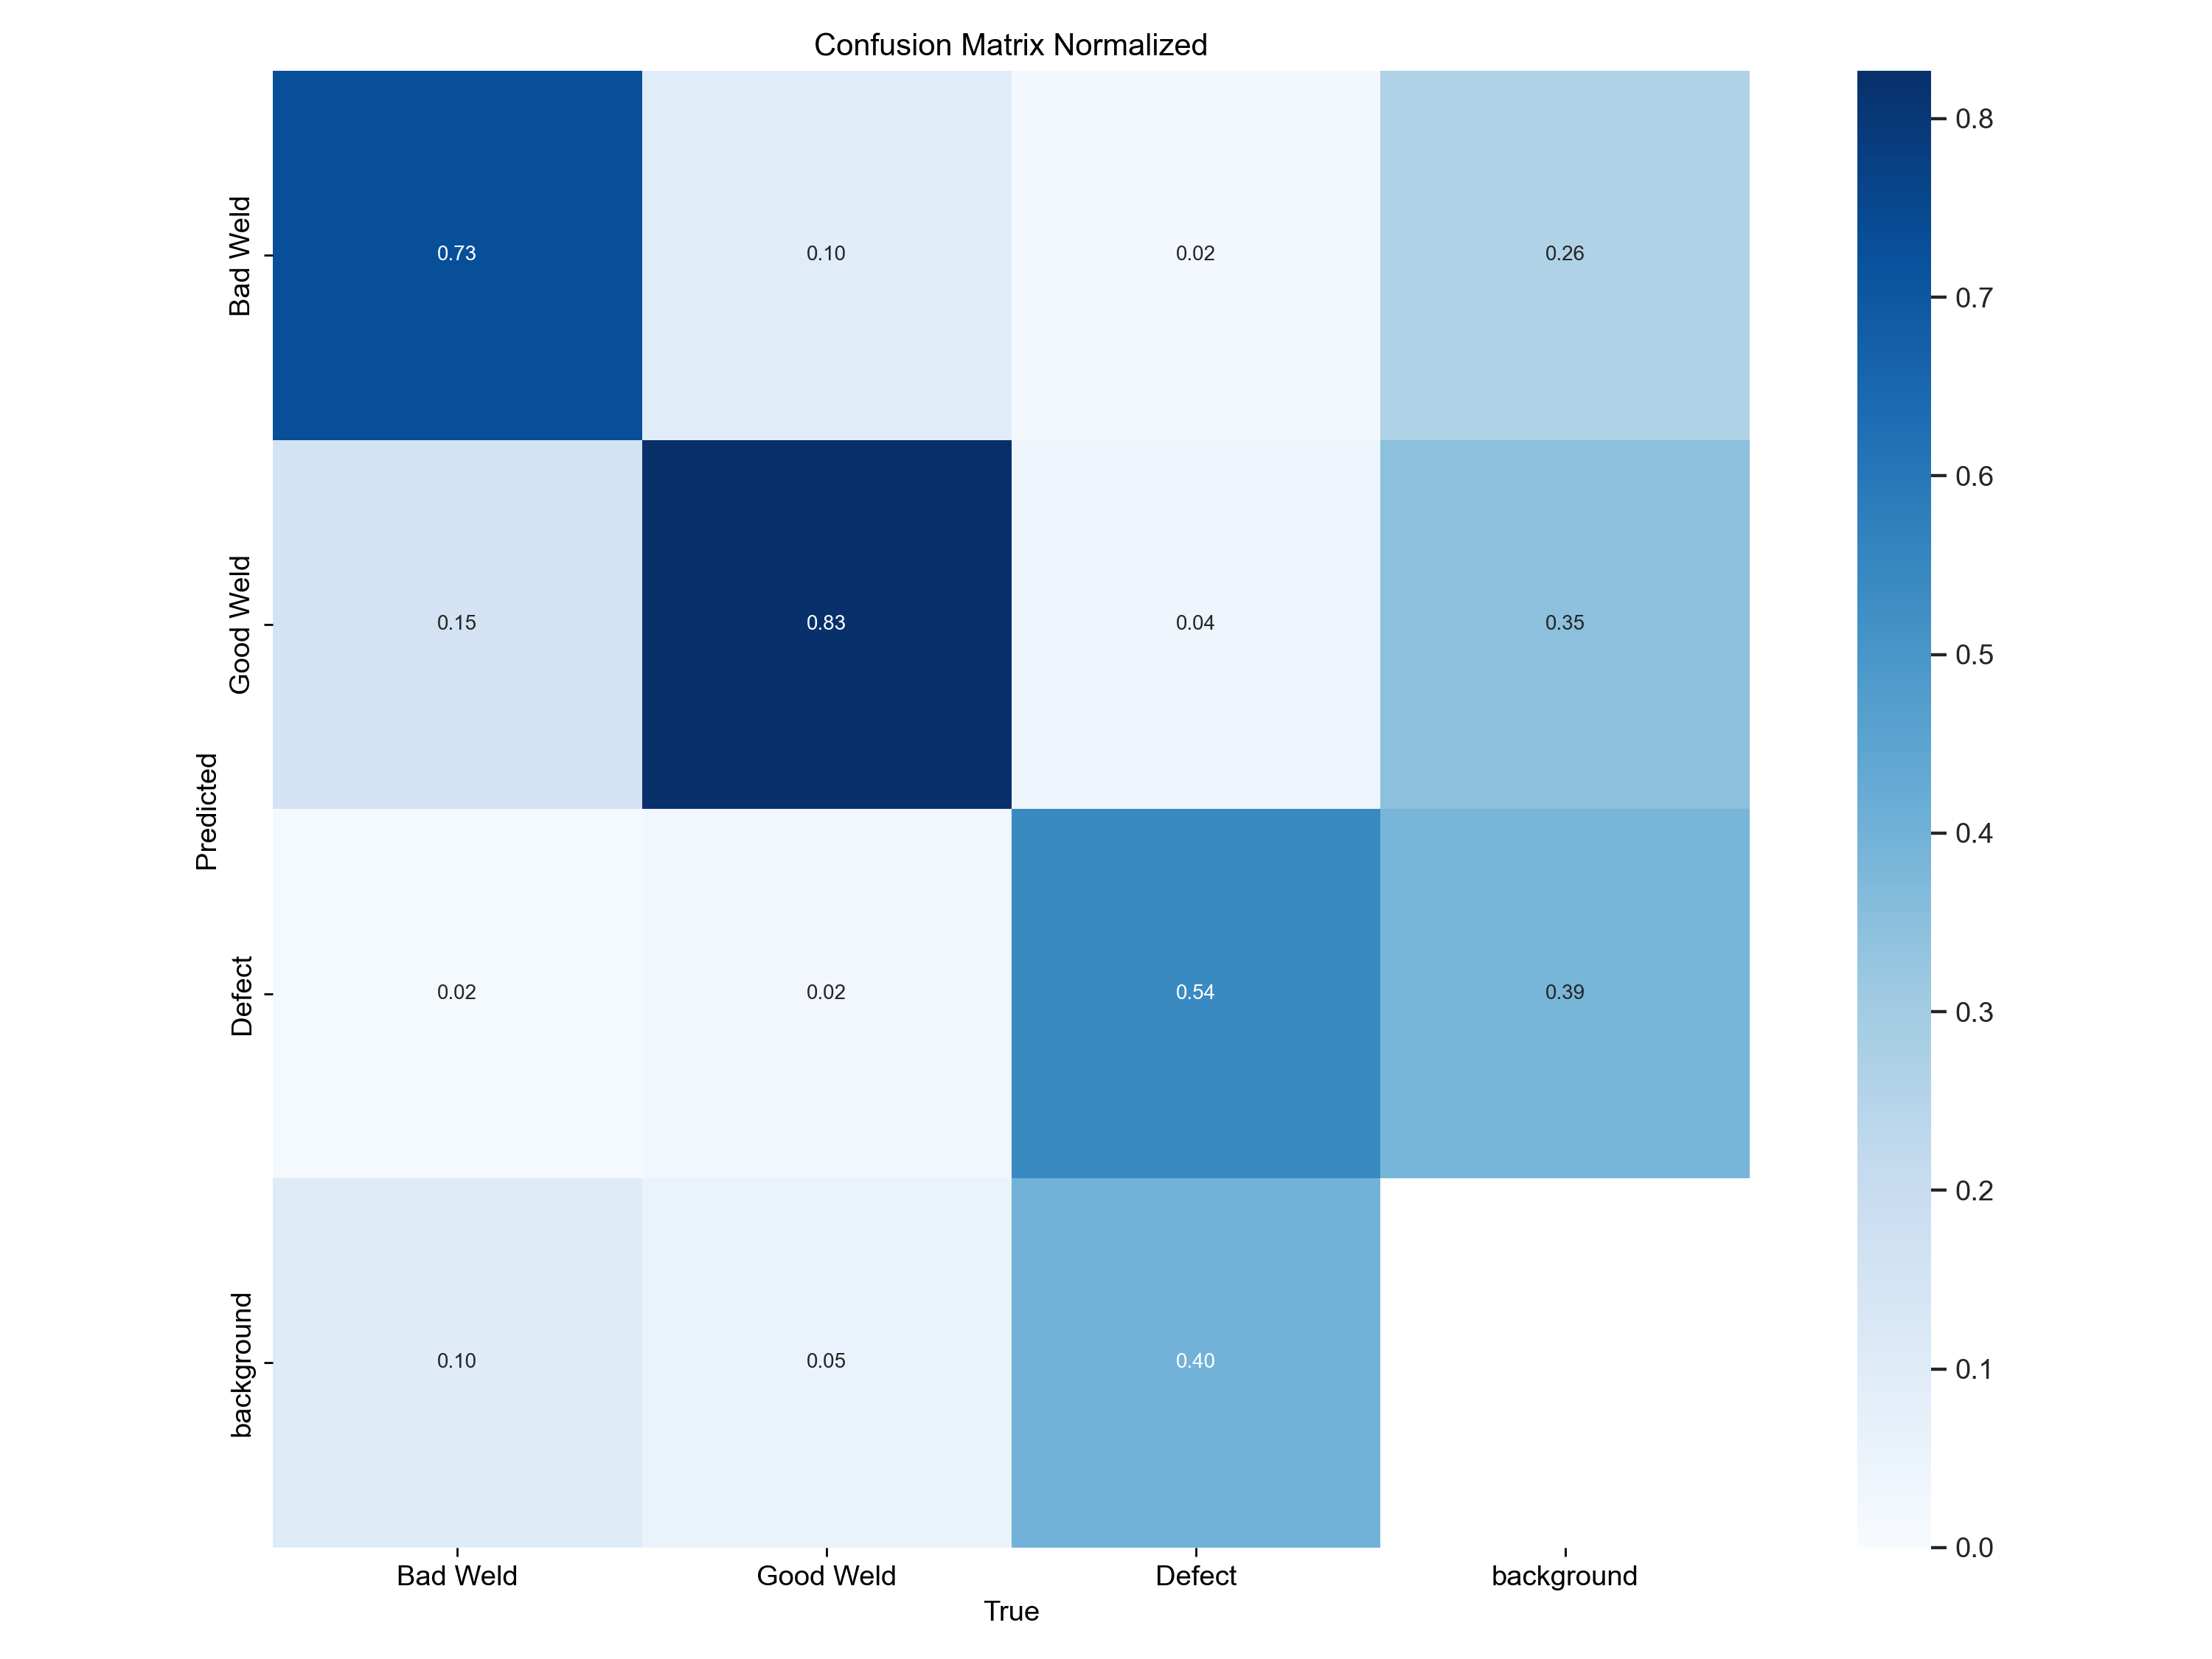 Confusion Matrix Normalized
Bad Weld
0.73
0.10
0.02
0.26
Good Weld
0.15
0.83
0.04
0.35
Predicted
Defect
0.02
0.02
0.54
0.39
background
0.10
0.05
0.40
Bad Weld
Good Weld
Defect
background
True
0.8
0.7
0.6
0.5
0.4
0.3
0.2
0.1
0.0